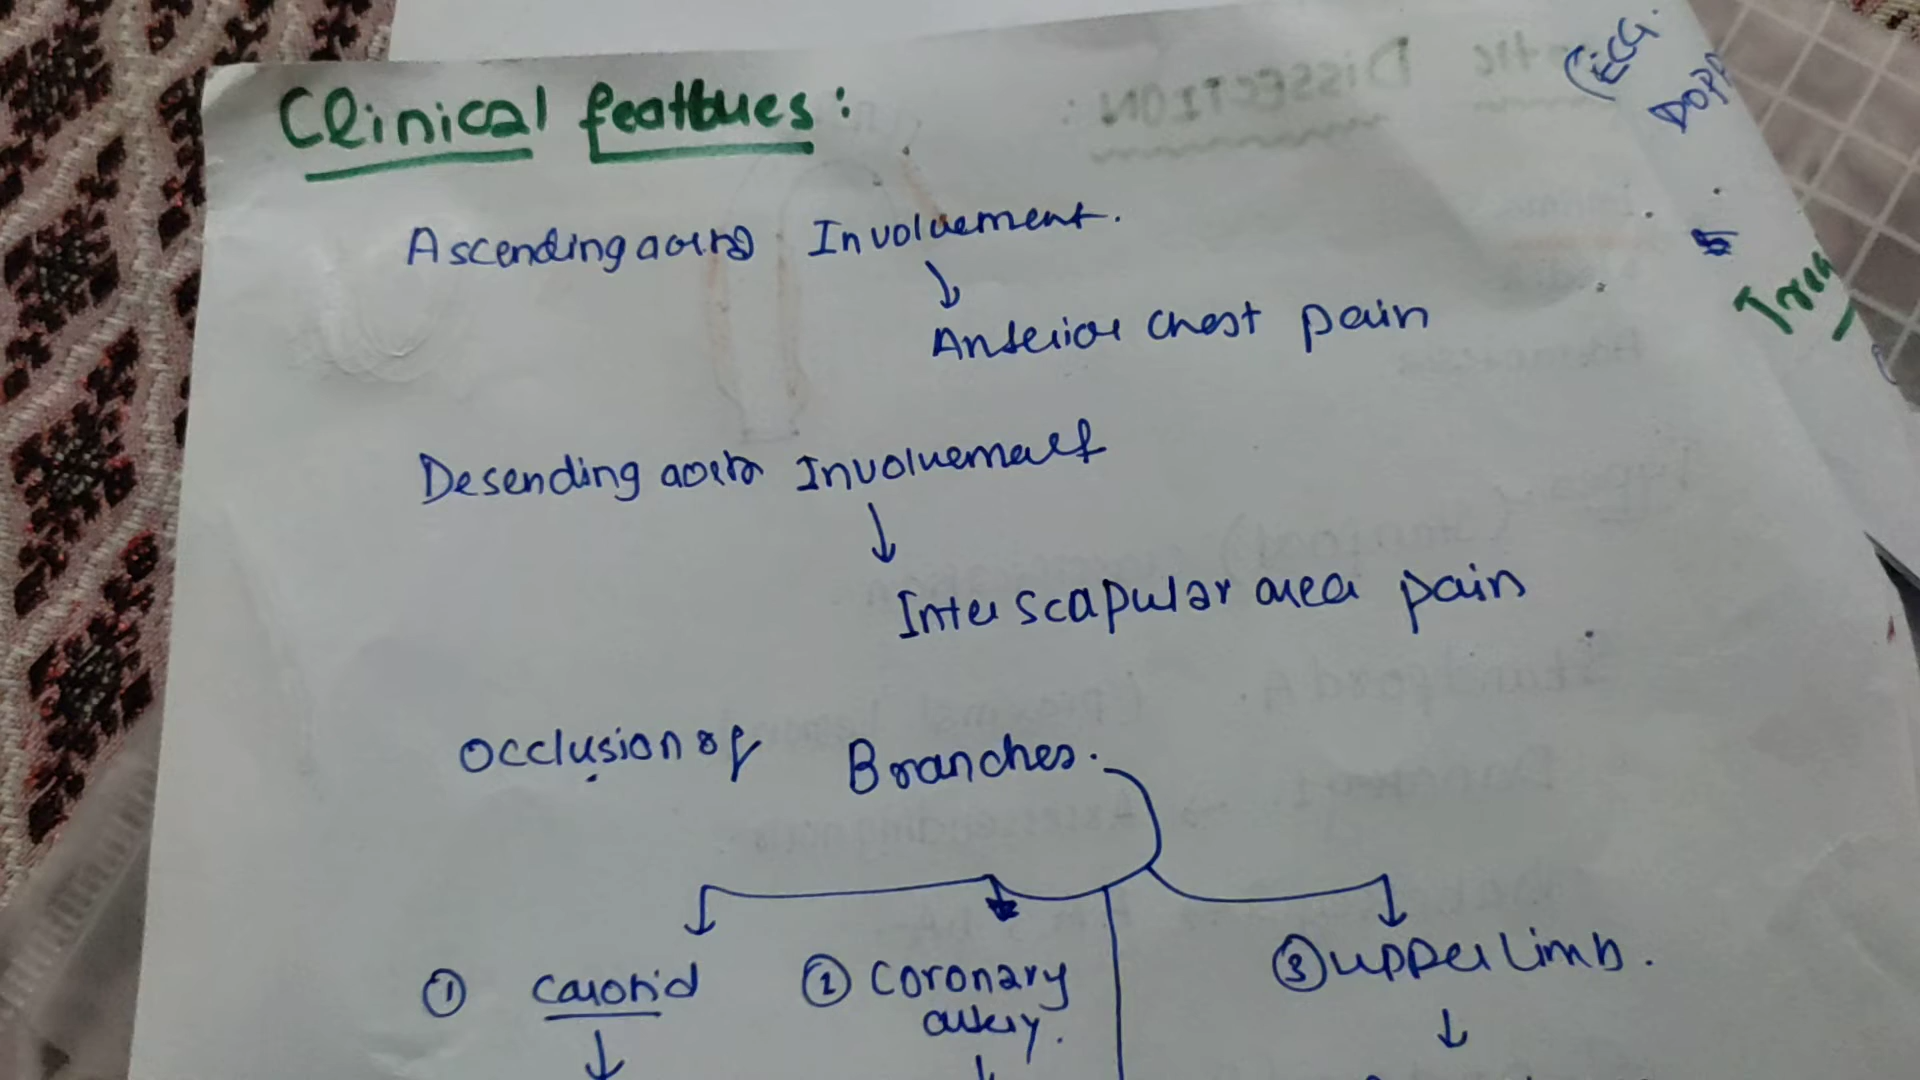 Clinical featues:
Ascending aorta Involvement.
Anterior chest pain
Desending aorta Involvement
Inter scapular area pain
Occlusion of Branches.
① Carotid
② Coronary artery.
③ upper limb.
(ECG
DOPP